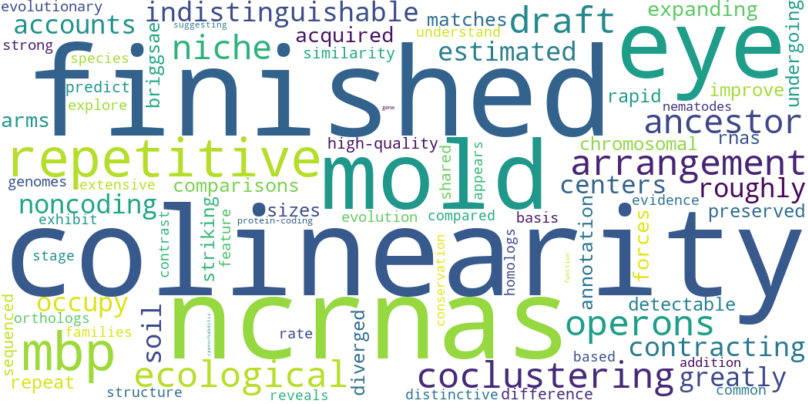 evolutionary
indistinguishable
suggesting
accounts
acquired
matches
draft
expanding
undergoing
strong
species
briggsae
niche
understand
eye
similarity
estimated
predict
explore
finished
rapid
improve
arms
gene
nematodes
ancestor
rnas
repetitive
high-quality
mold
shared
appears
chromosomal
arrangement
genomes
extensive
comparisons
centers
roughly
noncoding
striking
feature
sizes
evolution
compared
basis
evidence
preserved
exhibit
protein-coding
contrast
annotation
forces
stage
colinearity
homologs
conservation
function
sequenced
occupy
soil
ncrnas
detectable
orthologs
families
operons
mbp
caenorhabditis
rate
diverged
based
contracting
repeat
ecological
coclustering
addition
greatly
structure
reveals
distinctive
difference
common